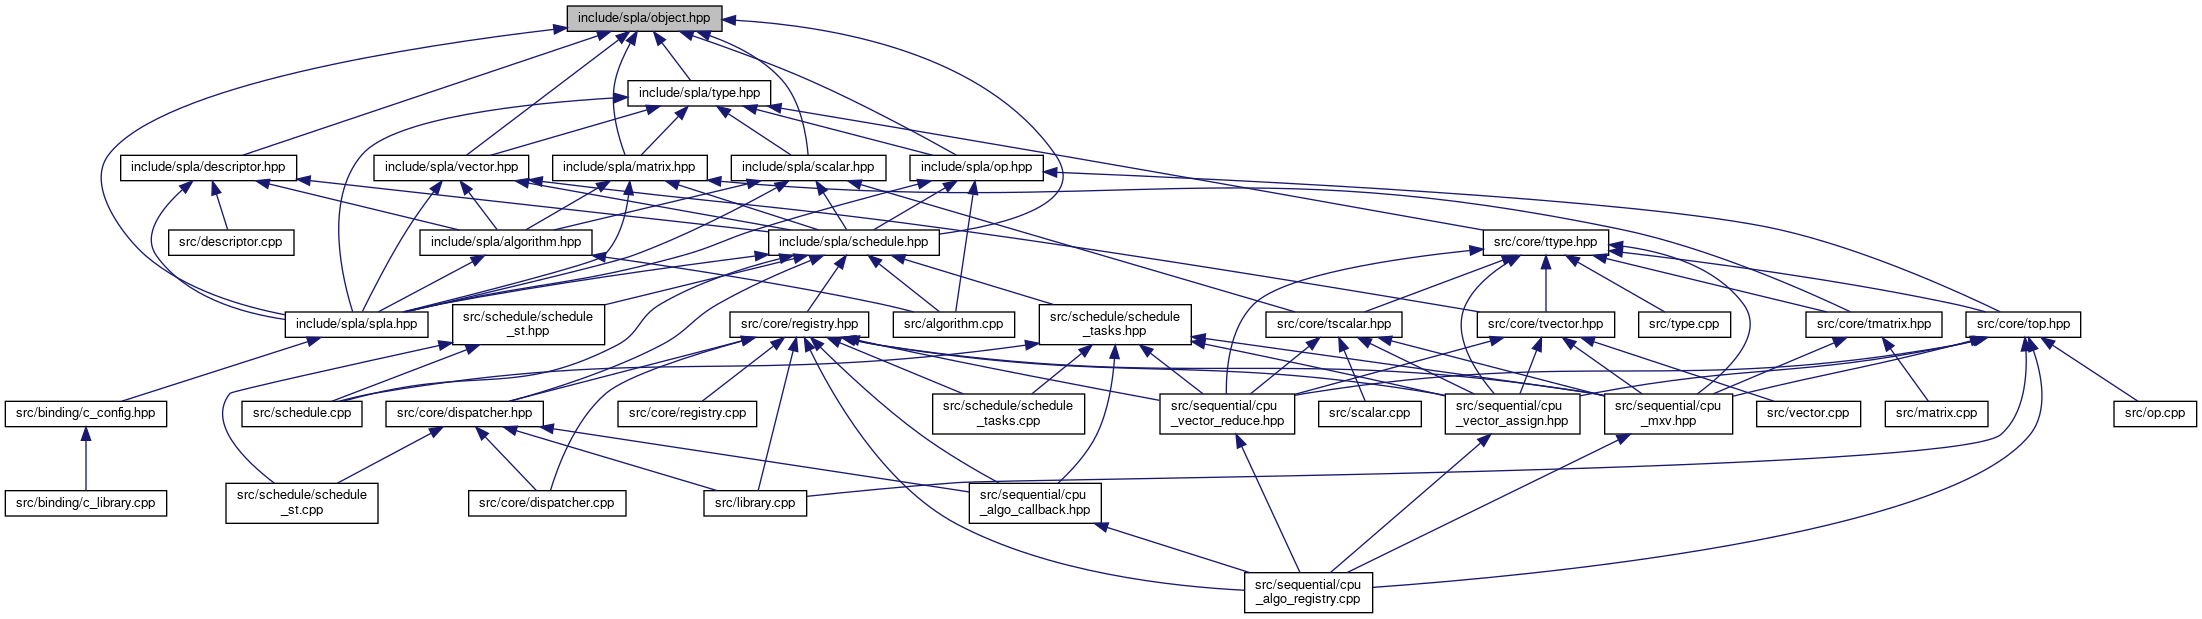 include/spla/object.hpp
include/spla/type.hpp
include/spla/descriptor.hpp
include/spla/vector.hpp
include/spla/matrix.hpp
include/spla/scalar.hpp
include/spla/op.hpp
src/descriptor.cpp
include/spla/algorithm.hpp
include/spla/schedule.hpp
src/core/ttype.hpp
include/spla/spla.hpp
src/schedule/schedule
_st.hpp
src/core/registry.hpp
src/algorithm.cpp
src/schedule/schedule
_tasks.hpp
src/core/tscalar.hpp
src/core/tvector.hpp
src/type.cpp
src/core/tmatrix.hpp
src/core/top.hpp
src/binding/c_config.hpp
src/schedule.cpp
src/core/dispatcher.hpp
src/core/registry.cpp
src/schedule/schedule
_tasks.cpp
src/sequential/cpu
_vector_reduce.hpp
src/scalar.cpp
src/sequential/cpu
_vector_assign.hpp
src/sequential/cpu
_mxv.hpp
src/vector.cpp
src/matrix.cpp
src/op.cpp
src/binding/c_library.cpp
src/schedule/schedule
_st.cpp
src/core/dispatcher.cpp
src/library.cpp
src/sequential/cpu
_algo_callback.hpp
src/sequential/cpu
_algo_registry.cpp